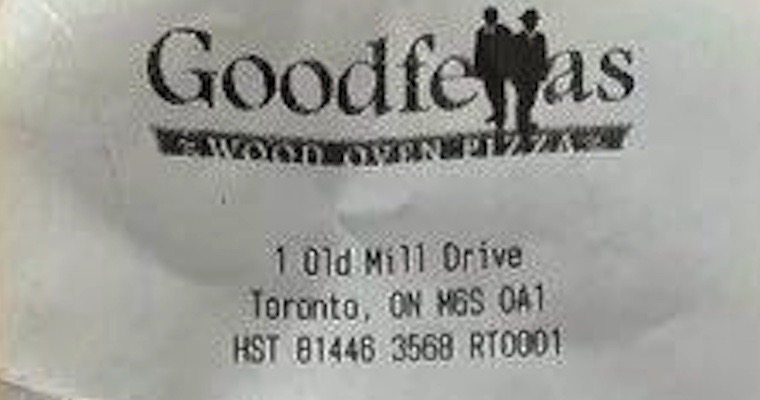 Goodfellas
WOOD OVEN PIZZA
1 Old Mill Drive
Toronto, ON M6S 0A1
HST 81446 3568 RT0001